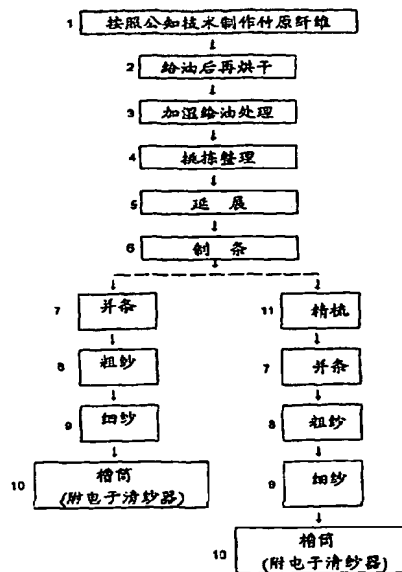 1 按照公知技术制作竹原纤维
2 给油后再烘干
3 加湿给油处理
4 挑拣整理
5 延展
6 制条
7 并条
8 粗纱
9 细纱
10 槽筒
(附电子清纱器)
11 精梳
7 并条
8 粗纱
9 细纱
10 槽筒
(附电子清纱器)